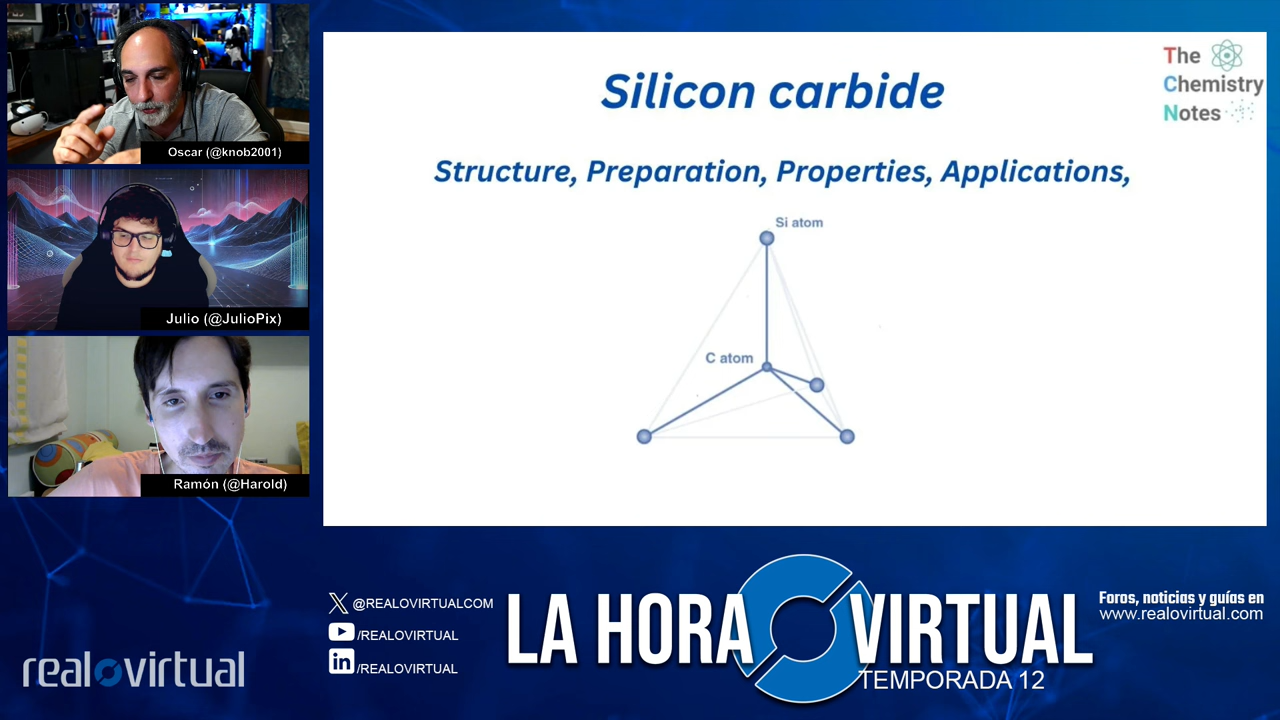 Oscar (@knob2001)
Julio (@JulioPix)
Ramón (@Harold)
Silicon carbide
Structure, Preparation, Properties, Applications,
The
Chemistry
Notes
Si atom
C atom
@REALOVIRTUALCOM
/REALOVIRTUAL
in /REALOVIRTUAL
LA HORA VIRTUAL
TEMPORADA 12
Foros, noticias y guías en
www.realovirtual.com
realovirtual